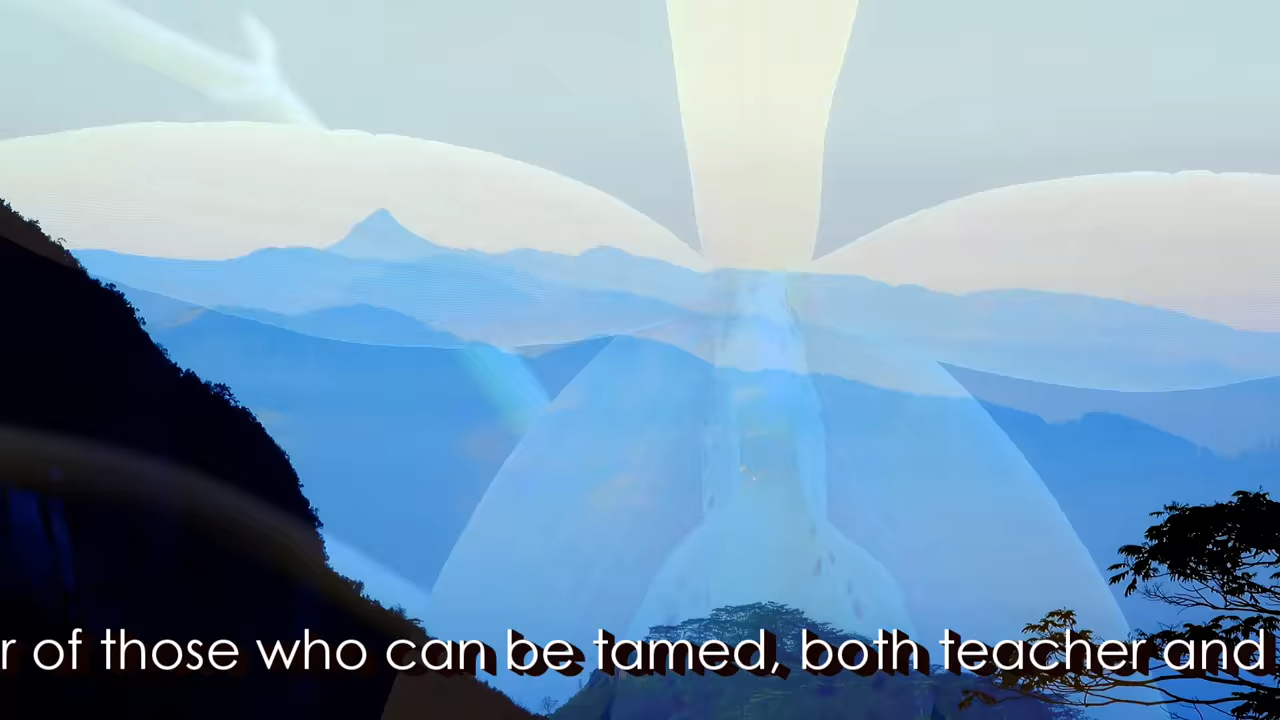 r of those who can be tamed, both teacher and